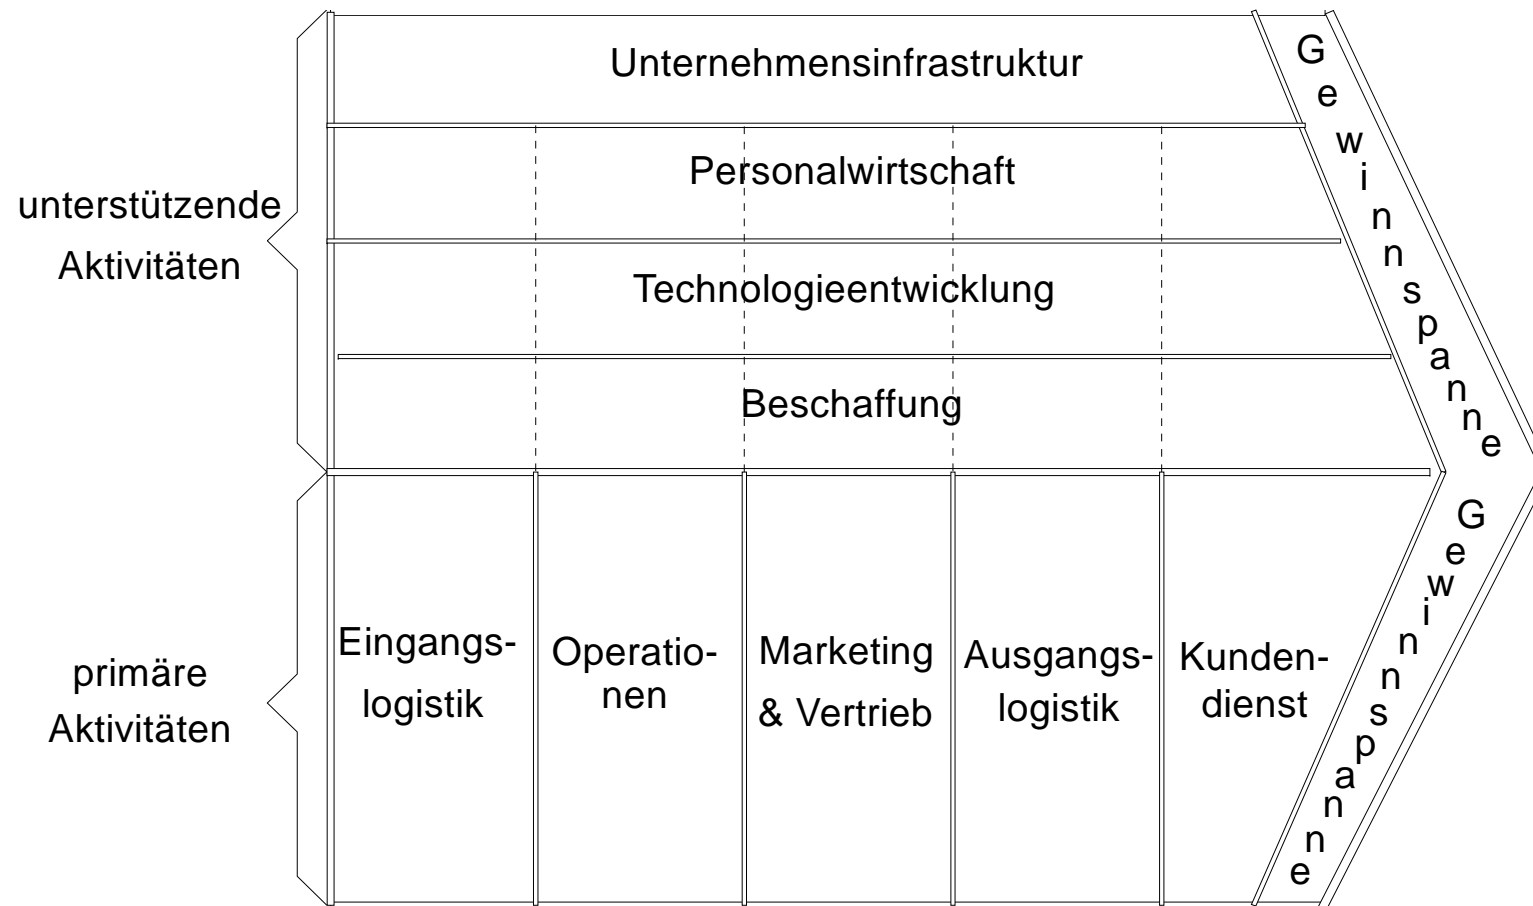 Unternehmensinfrastruktur
Personalwirtschaft
unterstützende
Aktivitäten
Technologieentwicklung
Beschaffung
Gewinnspanne
primäre
Aktivitäten
Eingangs-
logistik
Operatio-
nen
Marketing
& Vertrieb
Ausgangs-
logistik
Kunden-
dienst
Gewinnspanne